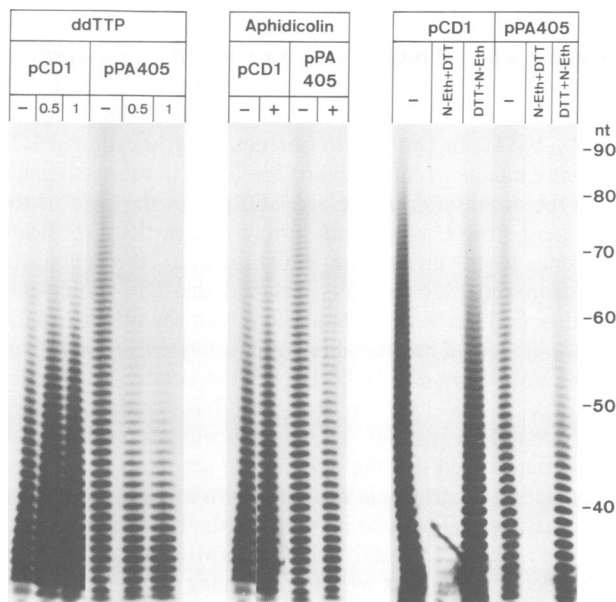 ddTTP
pCD1 pPA405
– 0.5 1 – 0.5 1
Aphidicolin
pCD1 pPA
405
– + – +
pCD1 pPA405
– N-Eth+DTT DTT+N-Eth – N-Eth+DTT DTT+N-Eth
nt
-90
-80
-70
-60
-50
-40